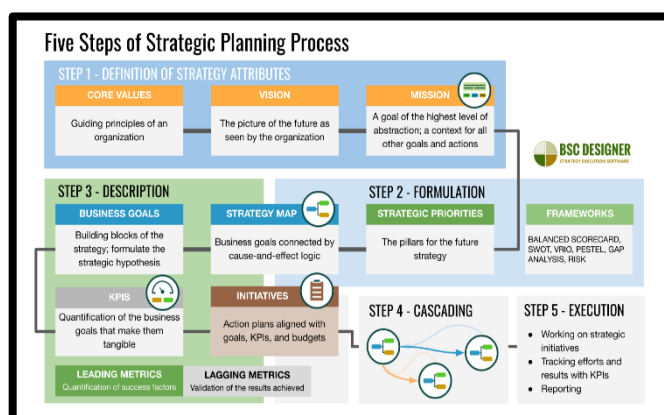 Five Steps of Strategic Planning Process
STEP 1 - DEFINITION OF STRATEGY ATTRIBUTES
CORE VALUES
Guiding principles of an
organization
VISION
The picture of the future as
seen by the organization
MISSION
A goal of the highest level of
abstraction; a context for all
other goals and actions
BSC DESIGNER
STRATEGY EXECUTION SOFTWARE
STEP 2 - FORMULATION
STRATEGIC PRIORITIES
The pillars for the future
strategy
FRAMEWORKS
BALANCED SCORECARD,
SWOT, VRIO, PESTEL, GAP
ANALYSIS, RISK
STEP 3 - DESCRIPTION
BUSINESS GOALS
Building blocks of the
strategy; formulate the
strategic hypothesis
STRATEGY MAP
Business goals connected by
cause-and-effect logic
KPIS
Quantification of the business
goals that make them
tangible
INITIATIVES
Action plans aligned with
goals, KPIs, and budgets
LEADING METRICS
Quantification of success factors
LAGGING METRICS
Validation of the results achieved
STEP 4 - CASCADING
STEP 5 - EXECUTION
● Working on strategic
initiatives
● Tracking efforts and
results with KPIs
● Reporting